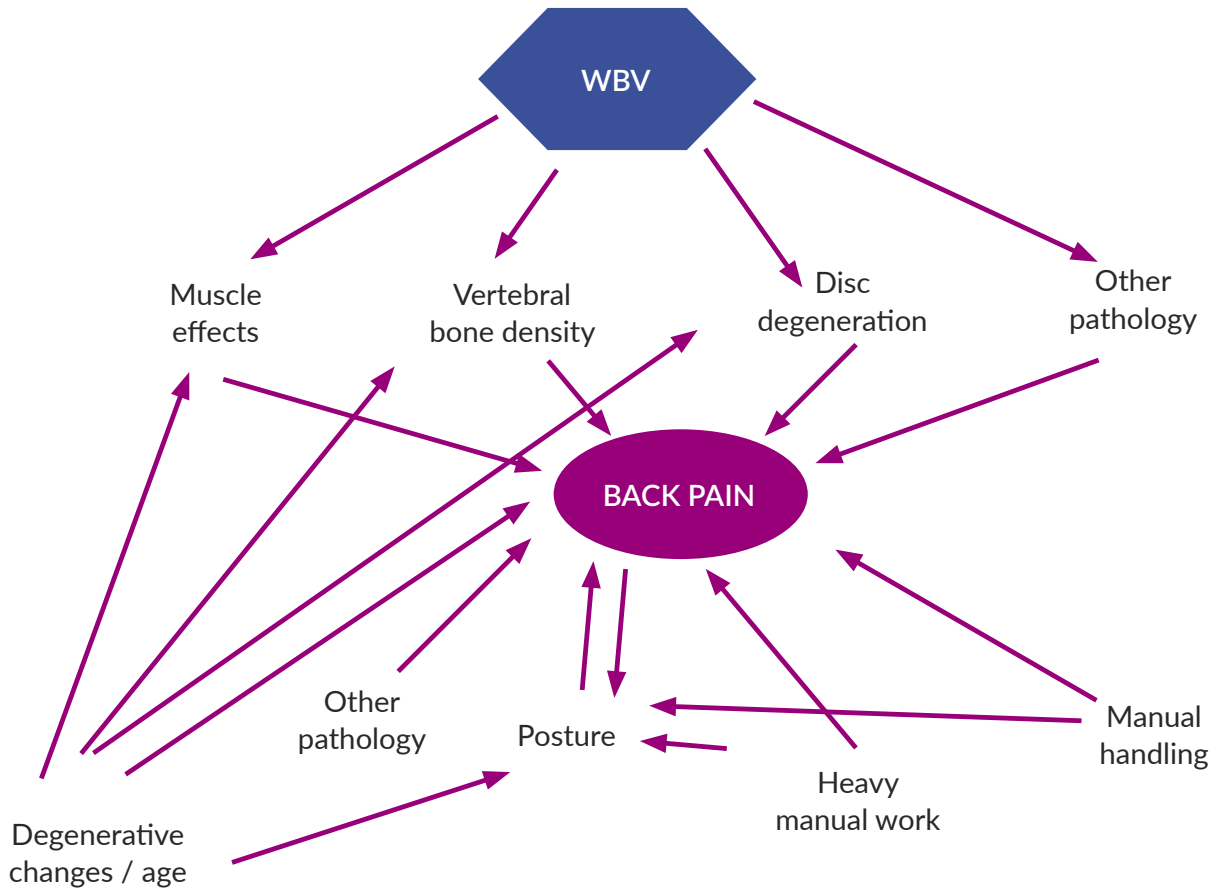 WBV
Muscle
effects
Vertebral
bone density
Disc
degeneration
Other
pathology
BACK PAIN
Other
pathology
Posture
Manual
handling
Heavy
manual work
Degenerative
changes / age